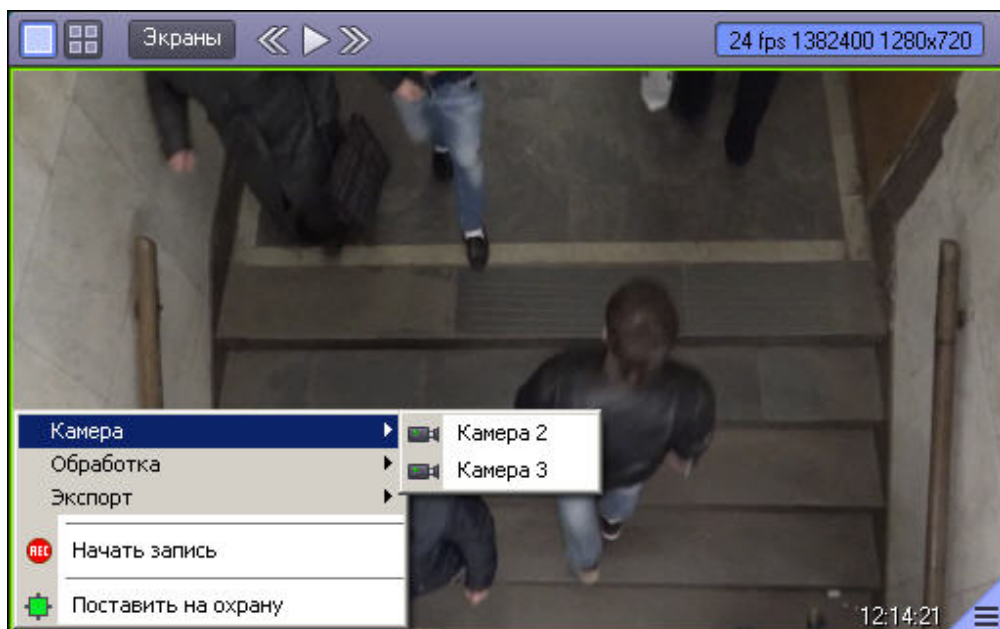 Экраны
24 fps 1382400 1280x720
Камера
Камера 2
Обработка
Камера 3
Экспорт
REC
Начать запись
Поставить на охрану
12:14:21